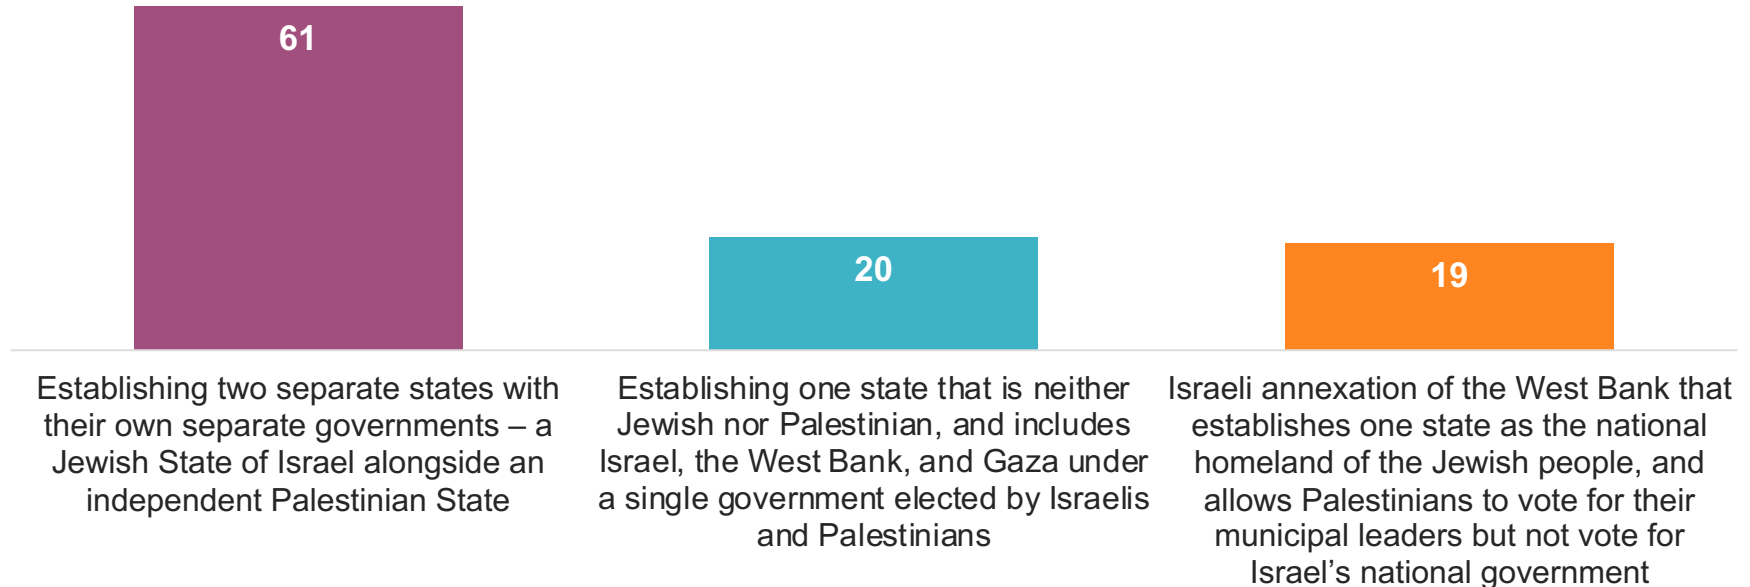 61
20
19
Establishing two separate states with
their own separate governments – a
Jewish State of Israel alongside an
independent Palestinian State
Establishing one state that is neither
Jewish nor Palestinian, and includes
Israel, the West Bank, and Gaza under
a single government elected by Israelis
and Palestinians
Israeli annexation of the West Bank that
establishes one state as the national
homeland of the Jewish people, and
allows Palestinians to vote for their
municipal leaders but not vote for
Israel’s national government